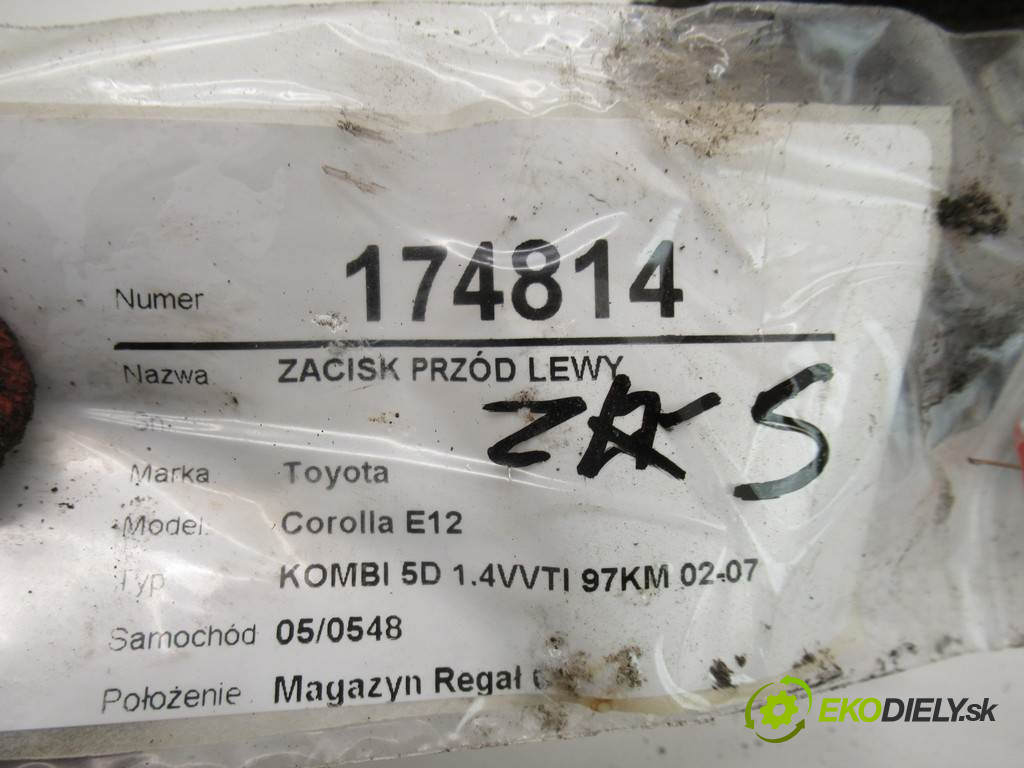 Numer 174814
Nazwa ZACISK PRZÓD LEWY
S
Marka Toyota
Model Corolla E12
Typ KOMBI 5D 1.4VVTI 97KM 02-07
Samochód 05/0548
Położenie Magazyn Regał
EKODIELY.sk